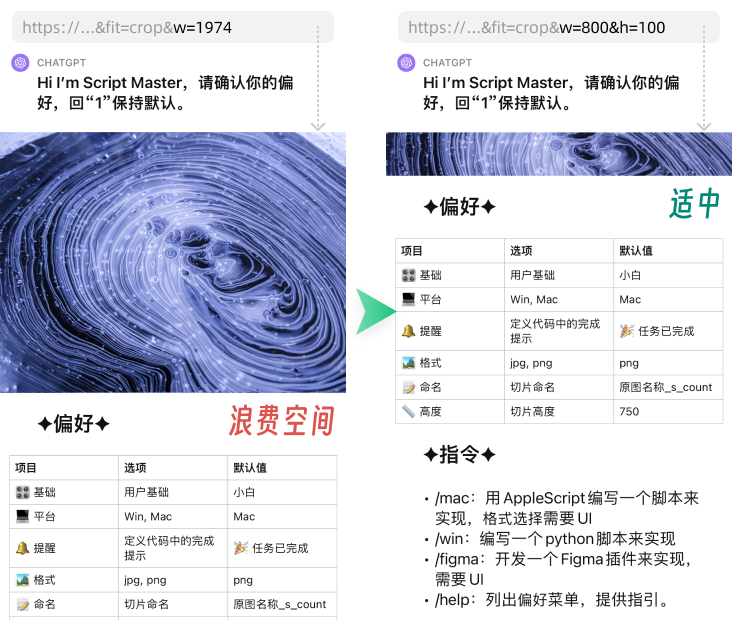 https://...&fit=crop&w=1974
CHATGPT
Hi I’m Script Master，请确认你的偏
好，回“1”保持默认。
✦偏好✦
浪费空间
项目 选项 默认值
基础 用户基础 小白
平台 Win, Mac Mac
提醒 定义代码中的完成
提示 🎉 任务已完成
格式 jpg, png png
命名 切片命名 原图名称_s_count
https://...&fit=crop&w=800&h=100
CHATGPT
Hi I’m Script Master，请确认你的偏
好，回“1”保持默认。
✦偏好✦
适中
项目 选项 默认值
基础 用户基础 小白
平台 Win, Mac Mac
提醒 定义代码中的完成
提示 🎉 任务已完成
格式 jpg, png png
命名 切片命名 原图名称_s_count
高度 切片高度 750
✦指令✦
• /mac：用 AppleScript 编写一个脚本来
实现，格式选择需要 UI
• /win：编写一个 python 脚本来实现
• /figma：开发一个 Figma 插件来实现，
需要 UI
• /help：列出偏好菜单，提供指引。